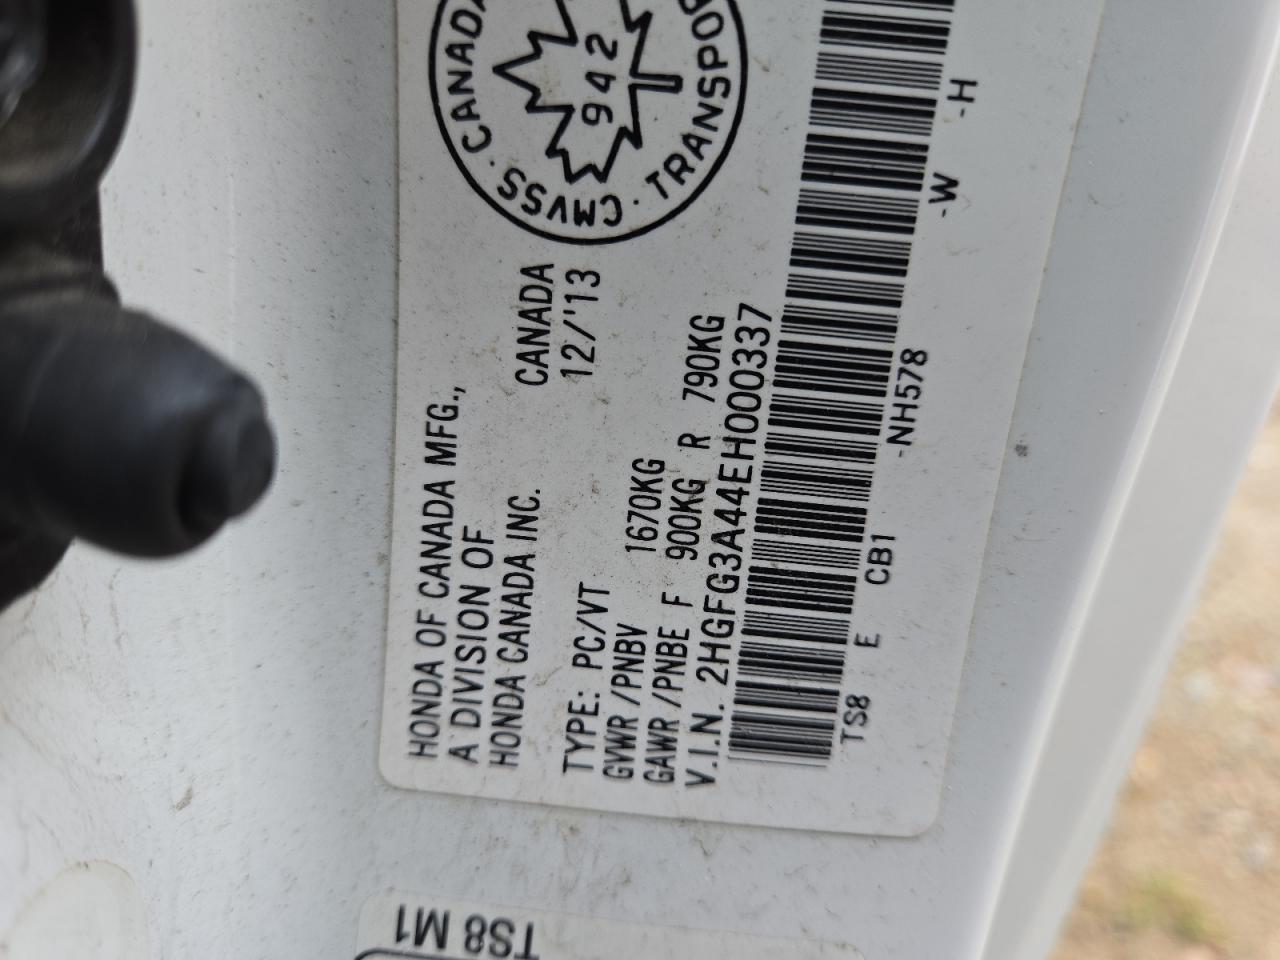 HONDA OF CANADA MFG.,
A DIVISION OF
HONDA CANADA INC.
CANADA
12/'13
TYPE: PC/VT
GVWR/PNBV 1670KG
GAWR/PNBE F 900KG R 790KG
V.I.N. 2HGFG3A44EH000337
TS8 E CB1 -NH578 -W -H
CMVSS · CANADA
· TRANSPO
942
TS8 M1